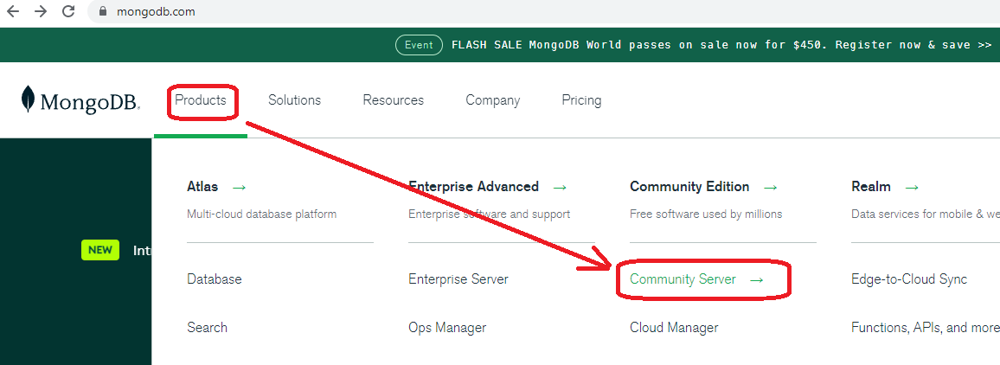 mongodb.com
Event FLASH SALE MongoDB World passes on sale now for $450. Register now & save >>
MongoDB.
Products Solutions Resources Company Pricing
Atlas → Enterprise Advanced → Community Edition → Realm →
Multi-cloud database platform Enterprise software and support Free software used by millions Data services for mobile &
NEW
Database Enterprise Server Community Server → Edge-to-Cloud Sync
Search Ops Manager Cloud Manager Functions, APIs, and more